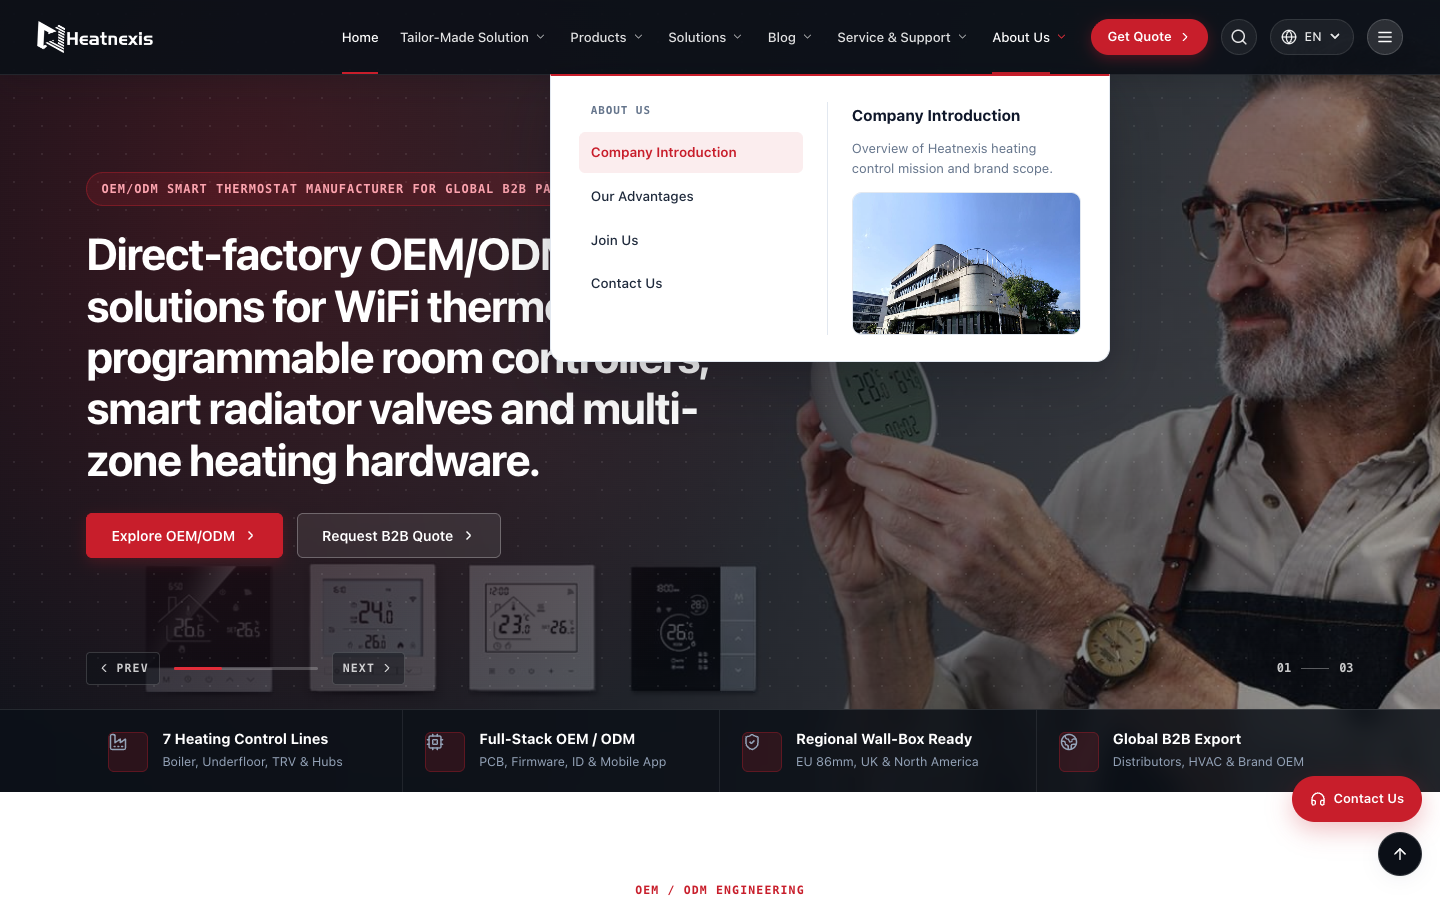 Heatnexis
Home Tailor-Made Solution Products Solutions Blog Service & Support About Us Get Quote EN
ABOUT US
Company Introduction
Our Advantages
Join Us
Contact Us
Company Introduction
Overview of Heatnexis heating
control mission and brand scope.
OEM/ODM SMART THERMOSTAT MANUFACTURER FOR GLOBAL B2B PA
Direct-factory OEM/ODM
solutions for WiFi thermo
programmable room controllers,
smart radiator valves and multi-
zone heating hardware.
Explore OEM/ODM Request B2B Quote
PREV NEXT
01 03
7 Heating Control Lines
Boiler, Underfloor, TRV & Hubs
Full-Stack OEM / ODM
PCB, Firmware, ID & Mobile App
Regional Wall-Box Ready
EU 86mm, UK & North America
Global B2B Export
Distributors, HVAC & Brand OEM
Contact Us
OEM / ODM ENGINEERING